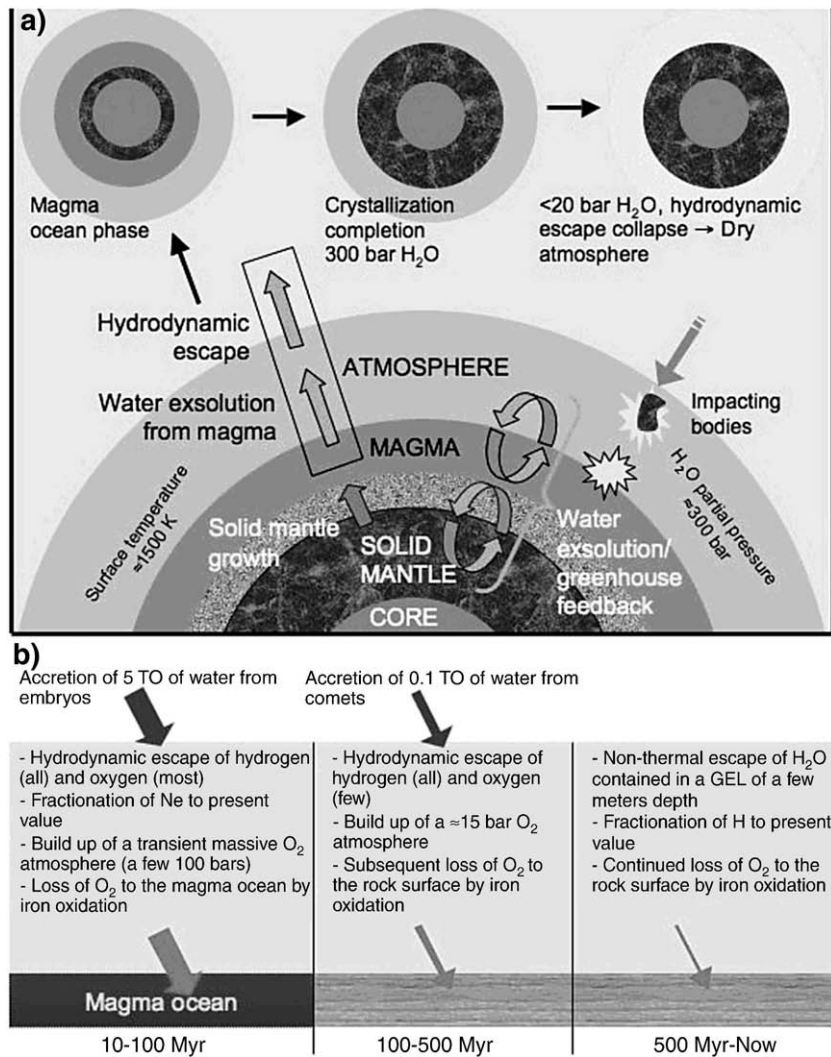 a)
Magma
ocean phase
Crystallization
completion
300 bar H₂O
<20 bar H₂O, hydrodynamic
escape collapse → Dry
atmosphere
Hydrodynamic
escape
ATMOSPHERE
Water exsolution
from magma
MAGMA
Impacting
bodies
Surface temperature
≈1500 K
Solid mantle
growth
SOLID
MANTLE
CORE
Water
exsolution/
greenhouse
feedback
H₂O partial pressure
≈300 bar
b)
Accretion of 5 TO of water from
embryos
Accretion of 0.1 TO of water from
comets
- Hydrodynamic escape of hydrogen
(all) and oxygen (most)
- Fractionation of Ne to present
value
- Build up of a transient massive O₂
atmosphere (a few 100 bars)
- Loss of O₂ to the magma ocean by
iron oxidation
- Hydrodynamic escape of
hydrogen (all) and oxygen
(few)
- Build up of a ≈15 bar O₂
atmosphere
- Subsequent loss of O₂ to
the rock surface by iron
oxidation
- Non-thermal escape of H₂O
contained in a GEL of a few
meters depth
- Fractionation of H to present
value
- Continued loss of O₂ to the
rock surface by iron oxidation
Magma ocean
10-100 Myr
100-500 Myr
500 Myr-Now